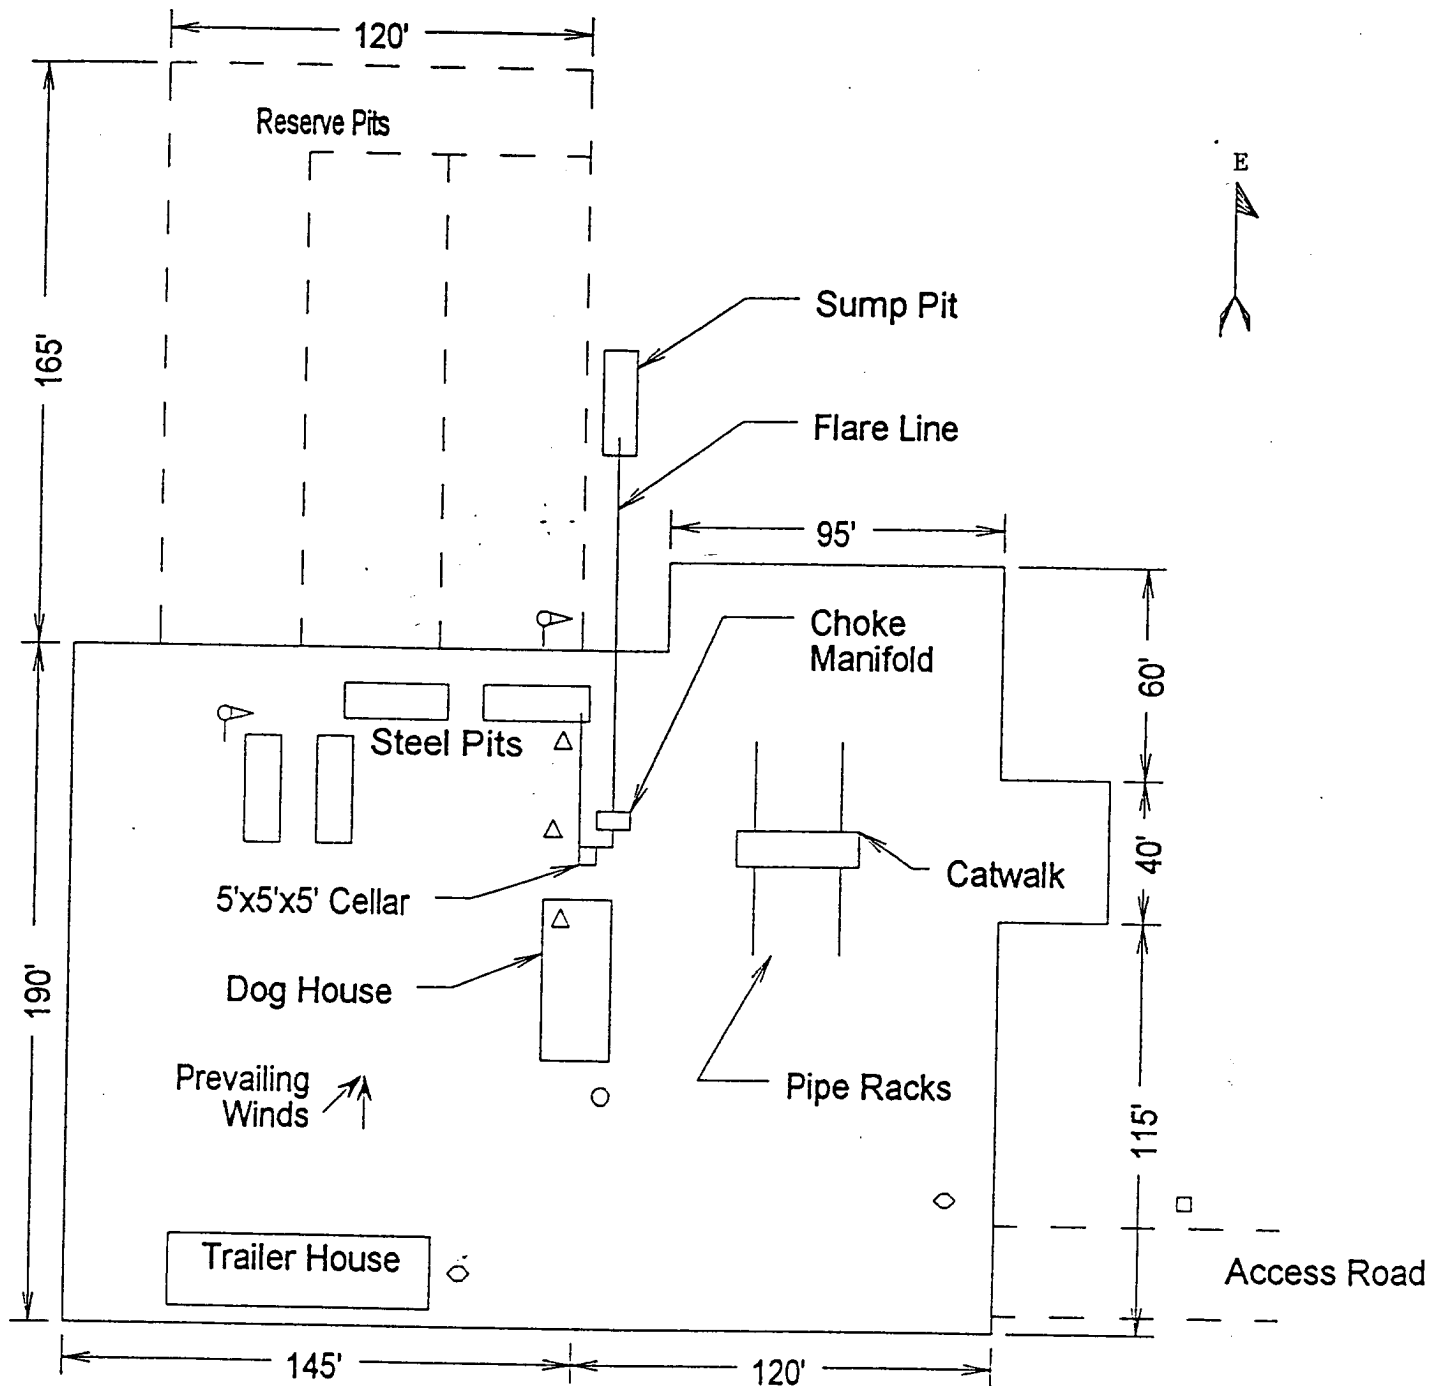 120'
Reserve Pits
E
165'
Sump Pit
Flare Line
95'
Choke
Manifold
60'
Steel Pits
40'
Catwalk
5'x5'x5' Cellar
190'
Dog House
Prevailing
Winds
Pipe Racks
115'
Trailer House
Access Road
145'
120'